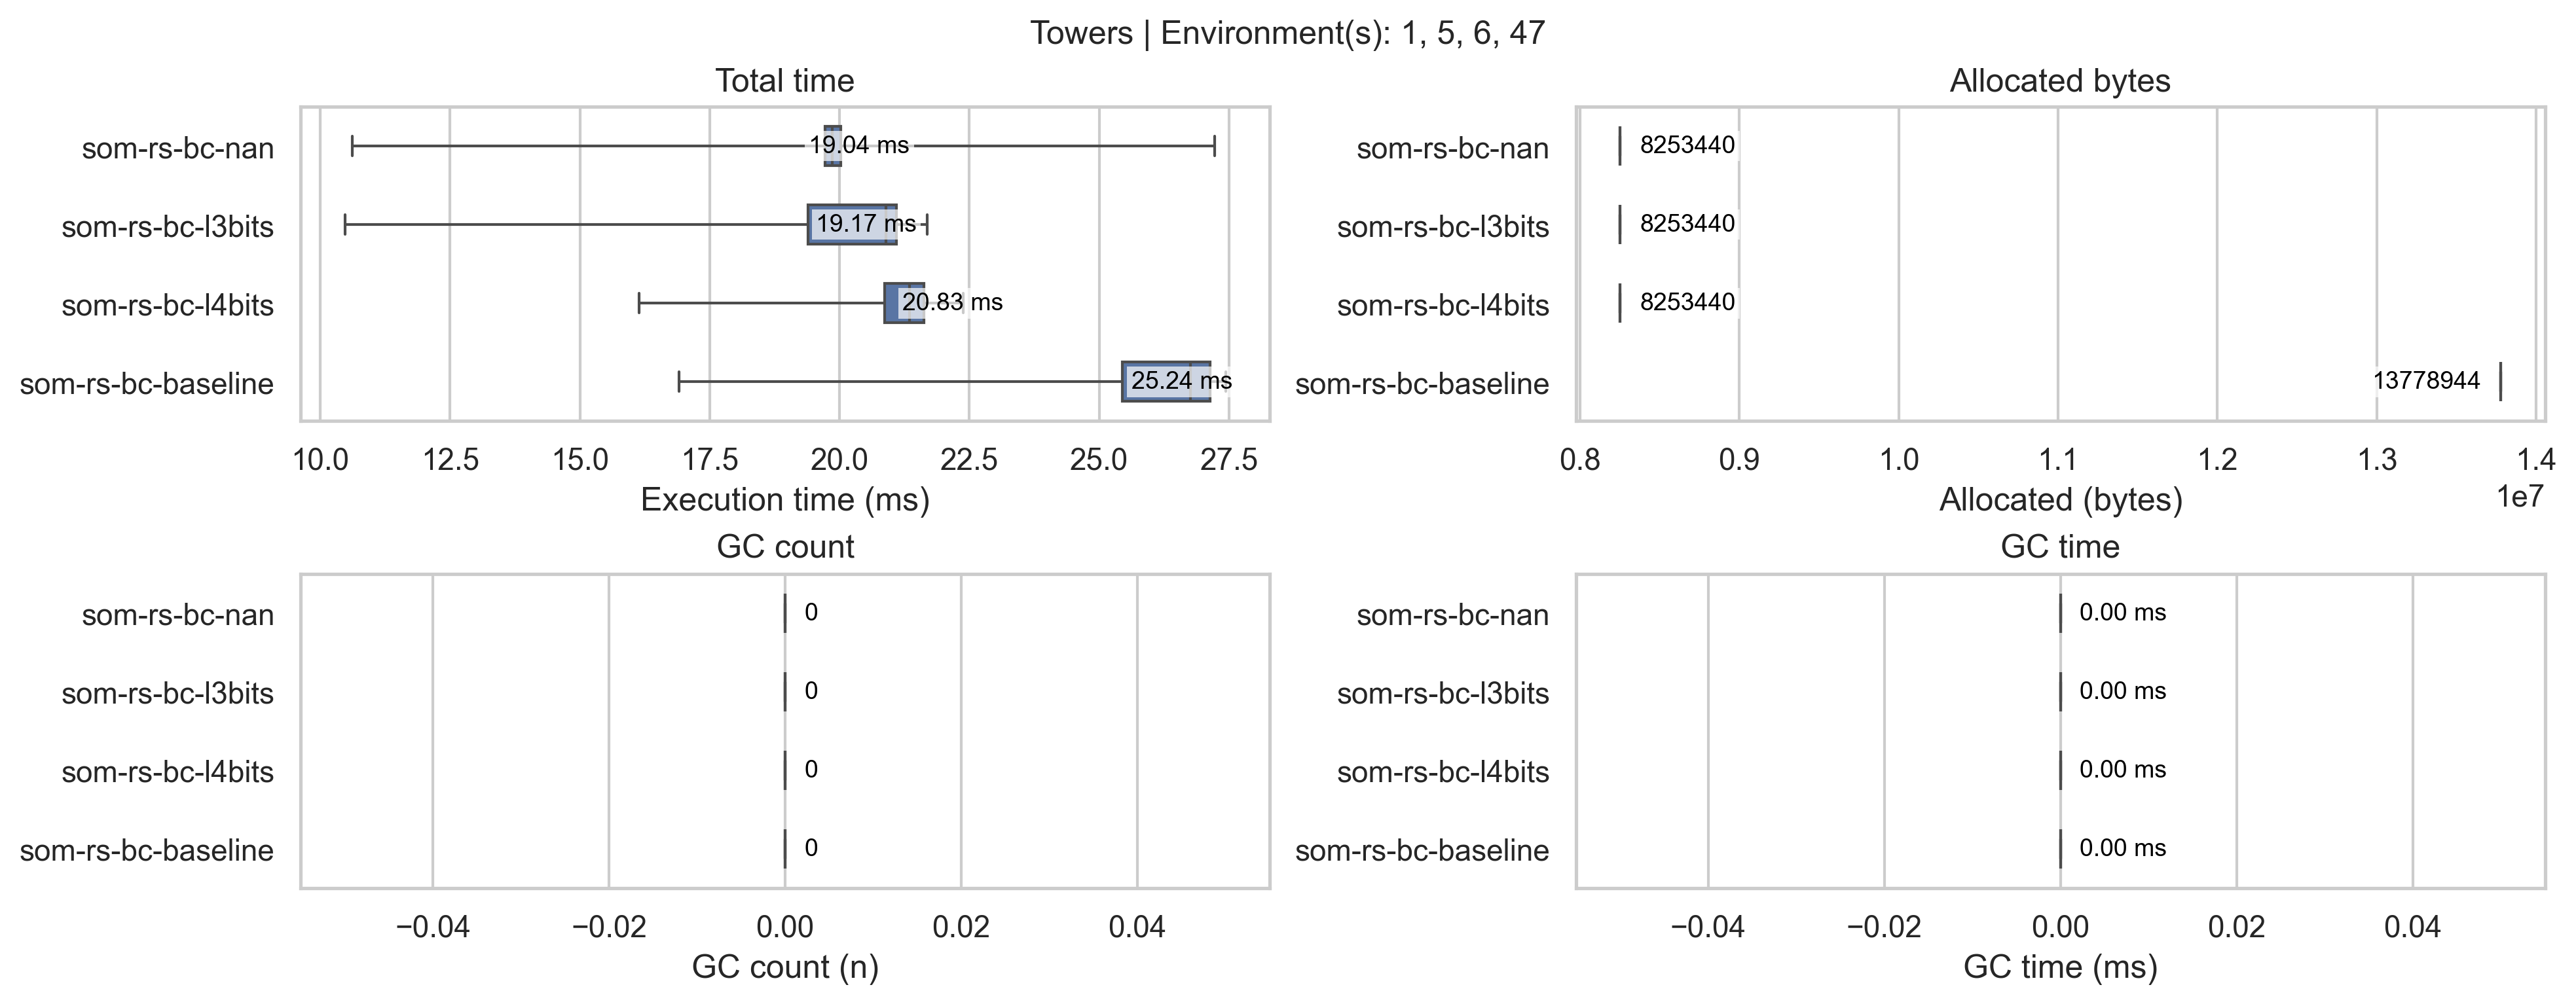 Towers | Environment(s): 1, 5, 6, 47
Total time
som-rs-bc-nan
19.04 ms
som-rs-bc-l3bits
19.17 ms
som-rs-bc-l4bits
20.83 ms
som-rs-bc-baseline
25.24 ms
10.0 12.5 15.0 17.5 20.0 22.5 25.0 27.5
Execution time (ms)
Allocated bytes
som-rs-bc-nan
8253440
som-rs-bc-l3bits
8253440
som-rs-bc-l4bits
8253440
som-rs-bc-baseline
13778944
0.8 0.9 1.0 1.1 1.2 1.3 1.4
Allocated (bytes)
1e7
GC count
som-rs-bc-nan
0
som-rs-bc-l3bits
0
som-rs-bc-l4bits
0
som-rs-bc-baseline
0
−0.04 −0.02 0.00 0.02 0.04
GC count (n)
GC time
som-rs-bc-nan
0.00 ms
som-rs-bc-l3bits
0.00 ms
som-rs-bc-l4bits
0.00 ms
som-rs-bc-baseline
0.00 ms
−0.04 −0.02 0.00 0.02 0.04
GC time (ms)